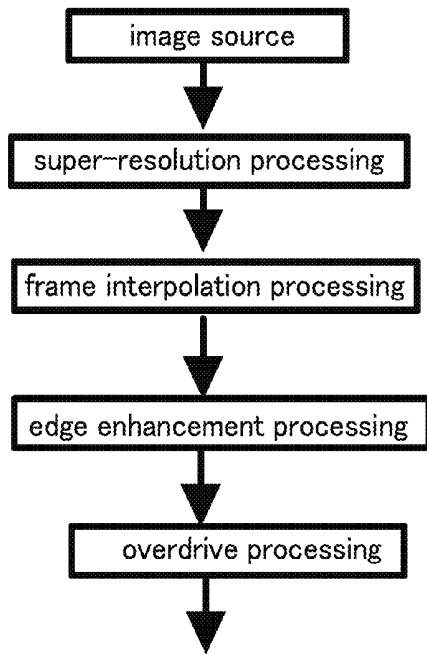 image source
super-resolution processing
frame interpolation processing
edge enhancement processing
overdrive processing